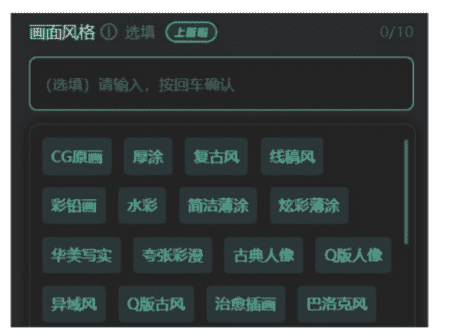 画面风格 选填 上新啦 0/10
(选填) 请输入，按回车确认
CG原画 厚涂 复古风 线稿风
彩铅画 水彩 简洁薄涂 炫彩薄涂
华美写实 夸张彩漫 古典人像 Q版人像
异域风 Q版古风 治愈插画 巴洛克风